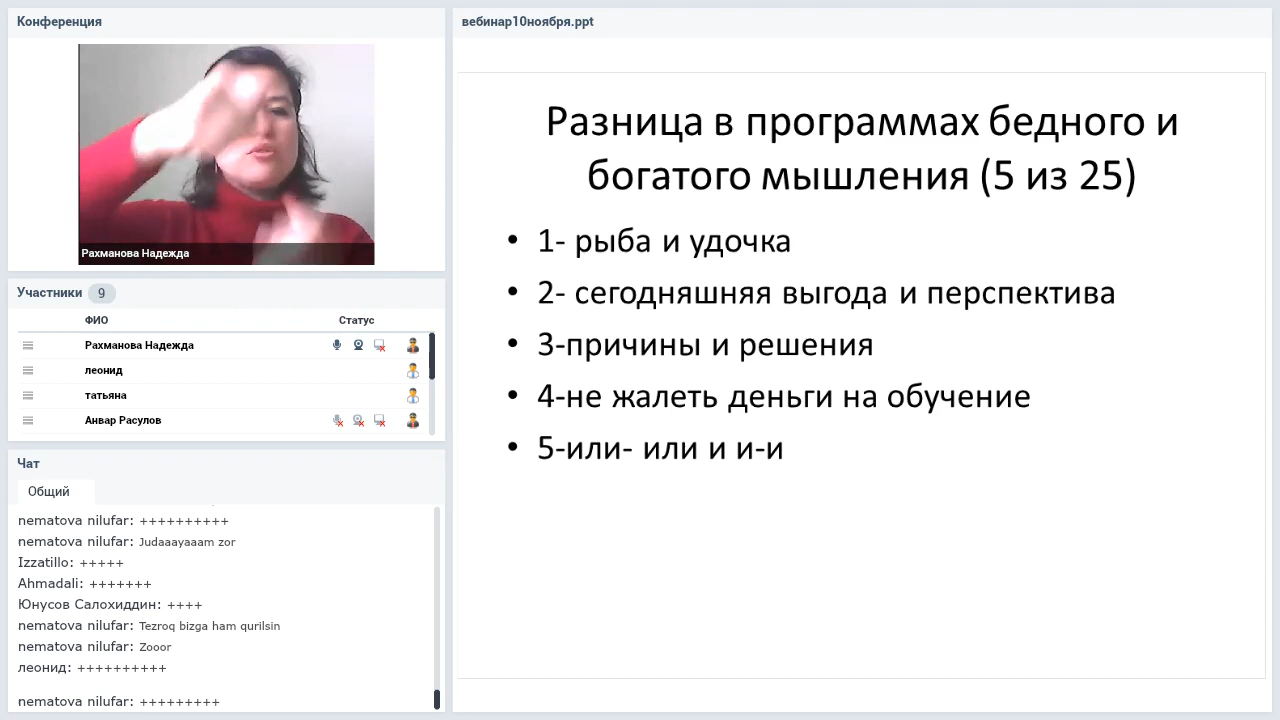 Конференция
Рахманова Надежда
Участники 9
ФИО Статус
Рахманова Надежда
леонид
татьяна
Анвар Расулов
Чат
Общий
nematova nilufar: ++++++++++
nematova nilufar: Judaaayaaam zor
Izzatillo: +++++
Ahmadali: +++++++
Юнусов Салохиддин: ++++
nematova nilufar: Tezroq bizga ham qurilsin
nematova nilufar: Zooor
леонид: ++++++++++
nematova nilufar: +++++++++
вебинар10ноября.ppt
Разница в программах бедного и
богатого мышления (5 из 25)
• 1- рыба и удочка
• 2- сегодняшняя выгода и перспектива
• 3-причины и решения
• 4-не жалеть деньги на обучение
• 5-или- или и и-и